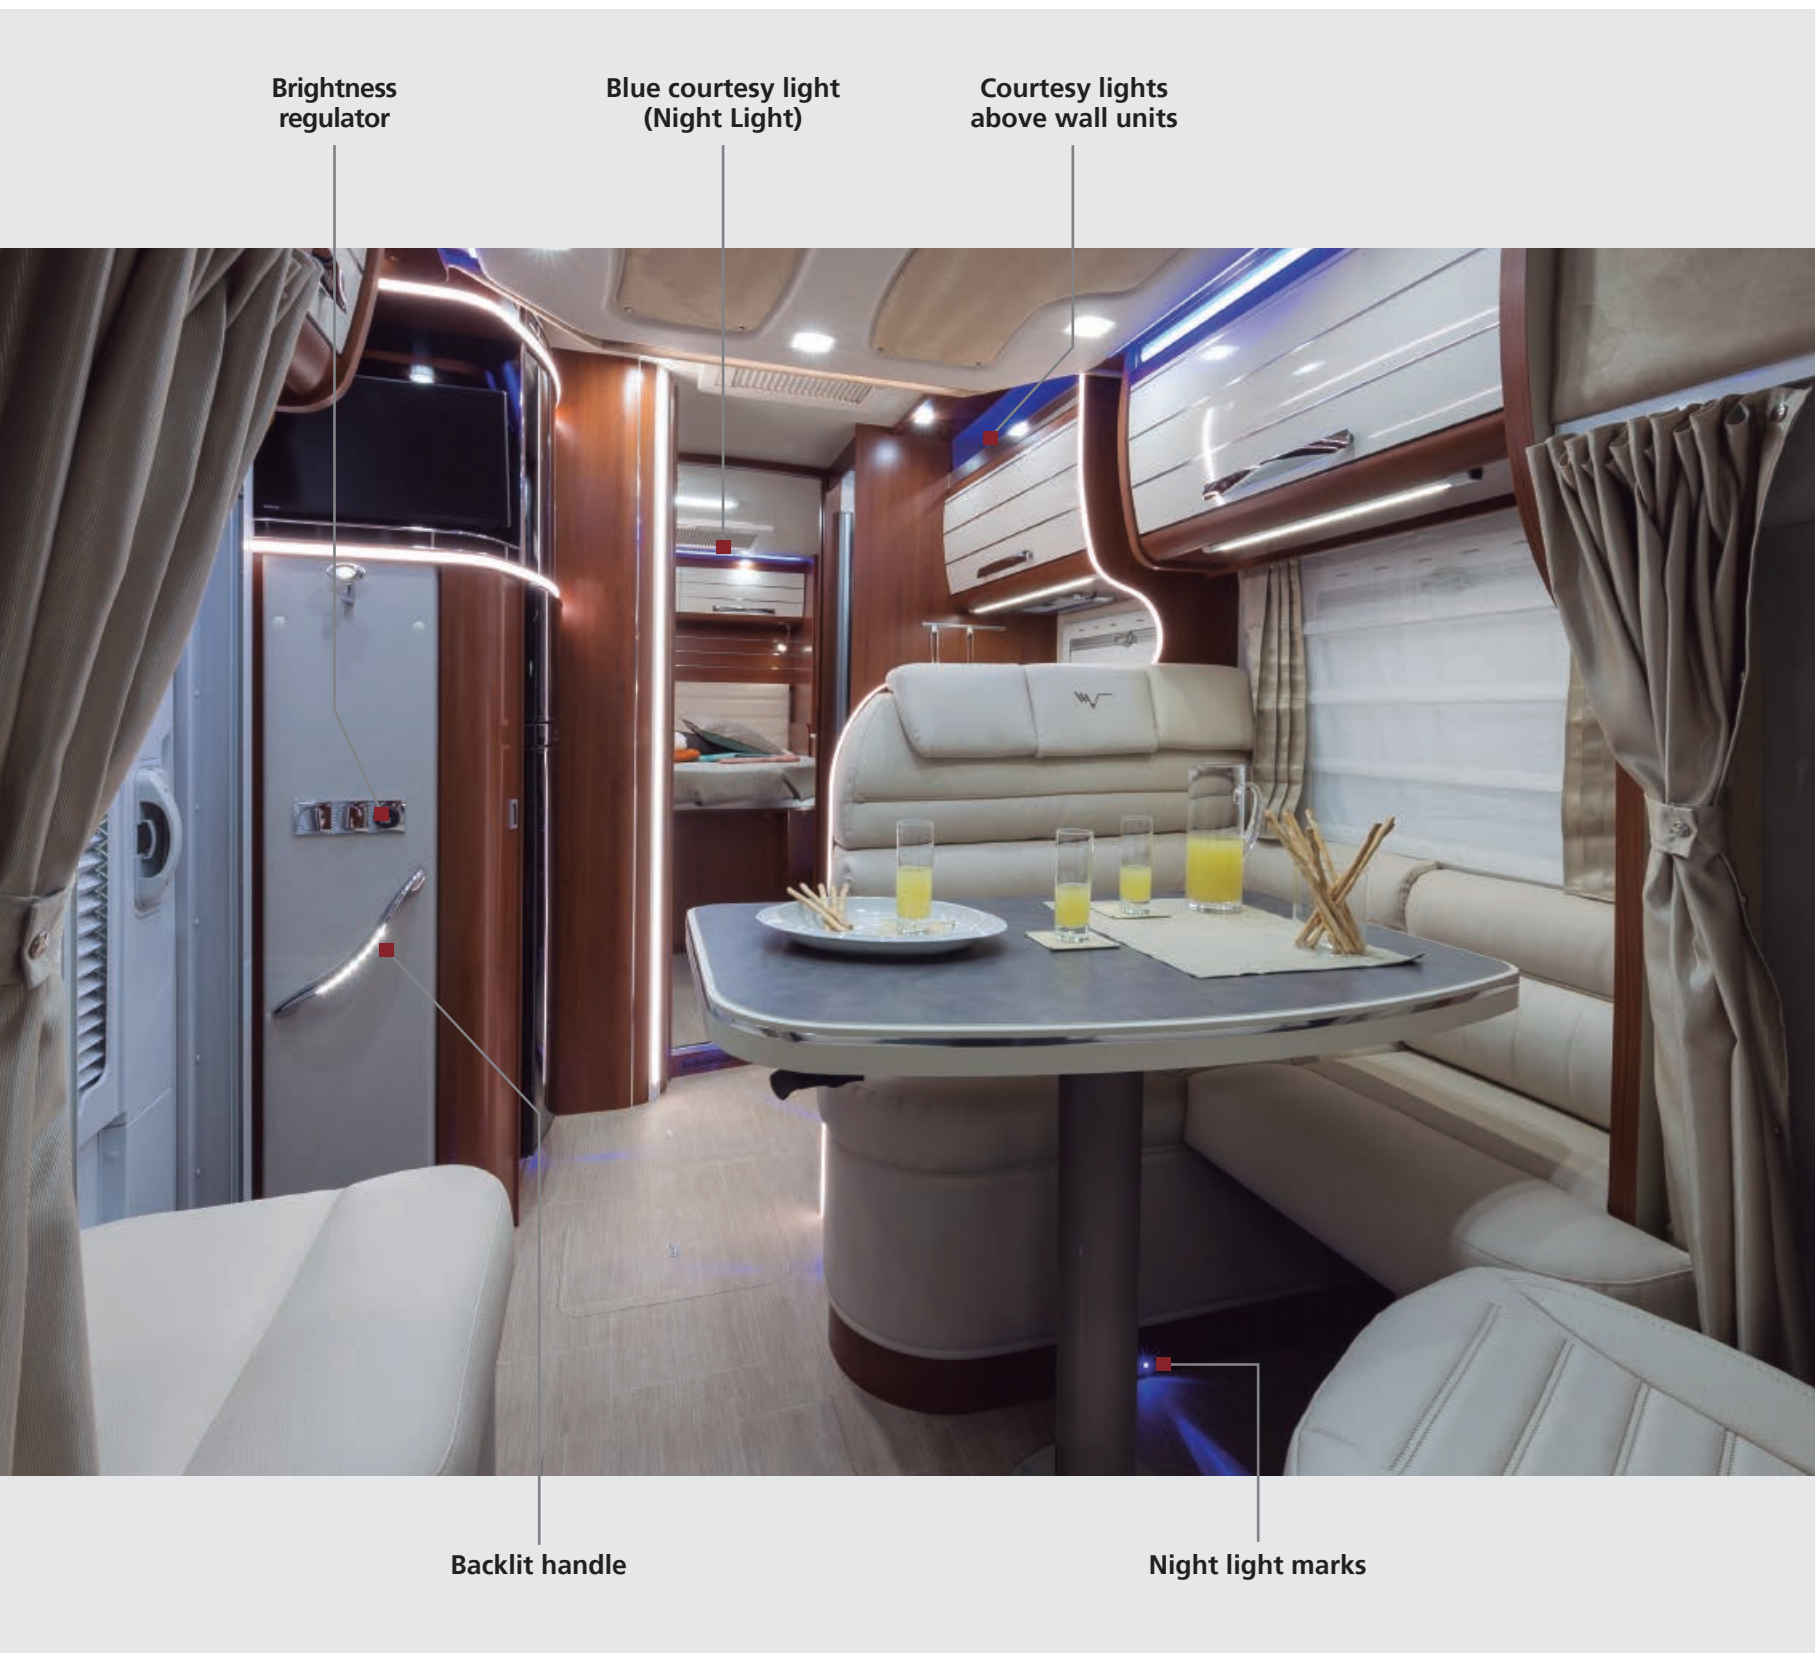 Brightness
regulator
Blue courtesy light
(Night Light)
Courtesy lights
above wall units
Backlit handle
Night light marks